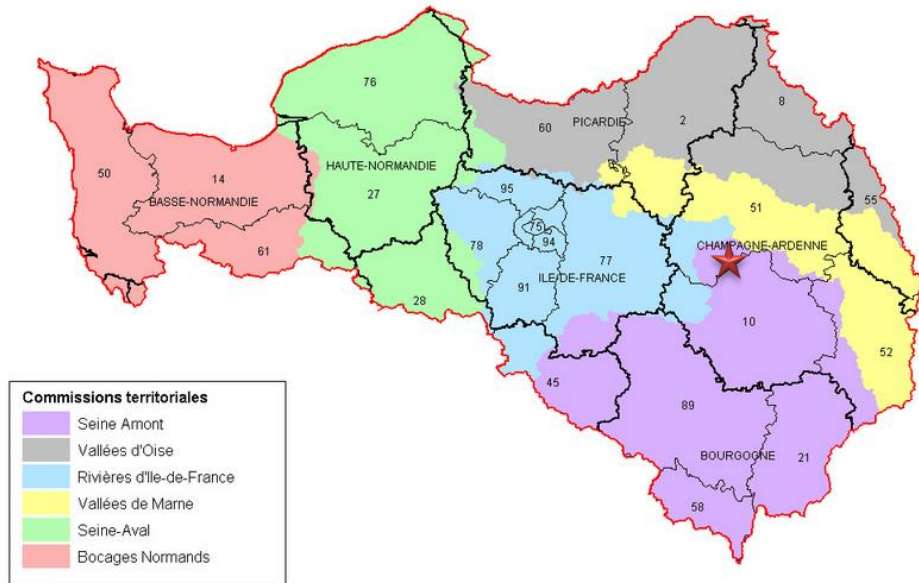 76
8
60
PICARDIE
2
50
14
HAUTE-NORMANDIE
95
27
BASSE-NORMANDIE
51
55
75
94
CHAMPAGNE-ARDENNE
61
78
77
91
ILE-DE-FRANCE
28
10
52
45
89
BOURGOGNE
21
58
Commissions territoriales
Seine Amont
Vallées d'Oise
Rivières d'Ile-de-France
Vallées de Marne
Seine-Aval
Bocages Normands